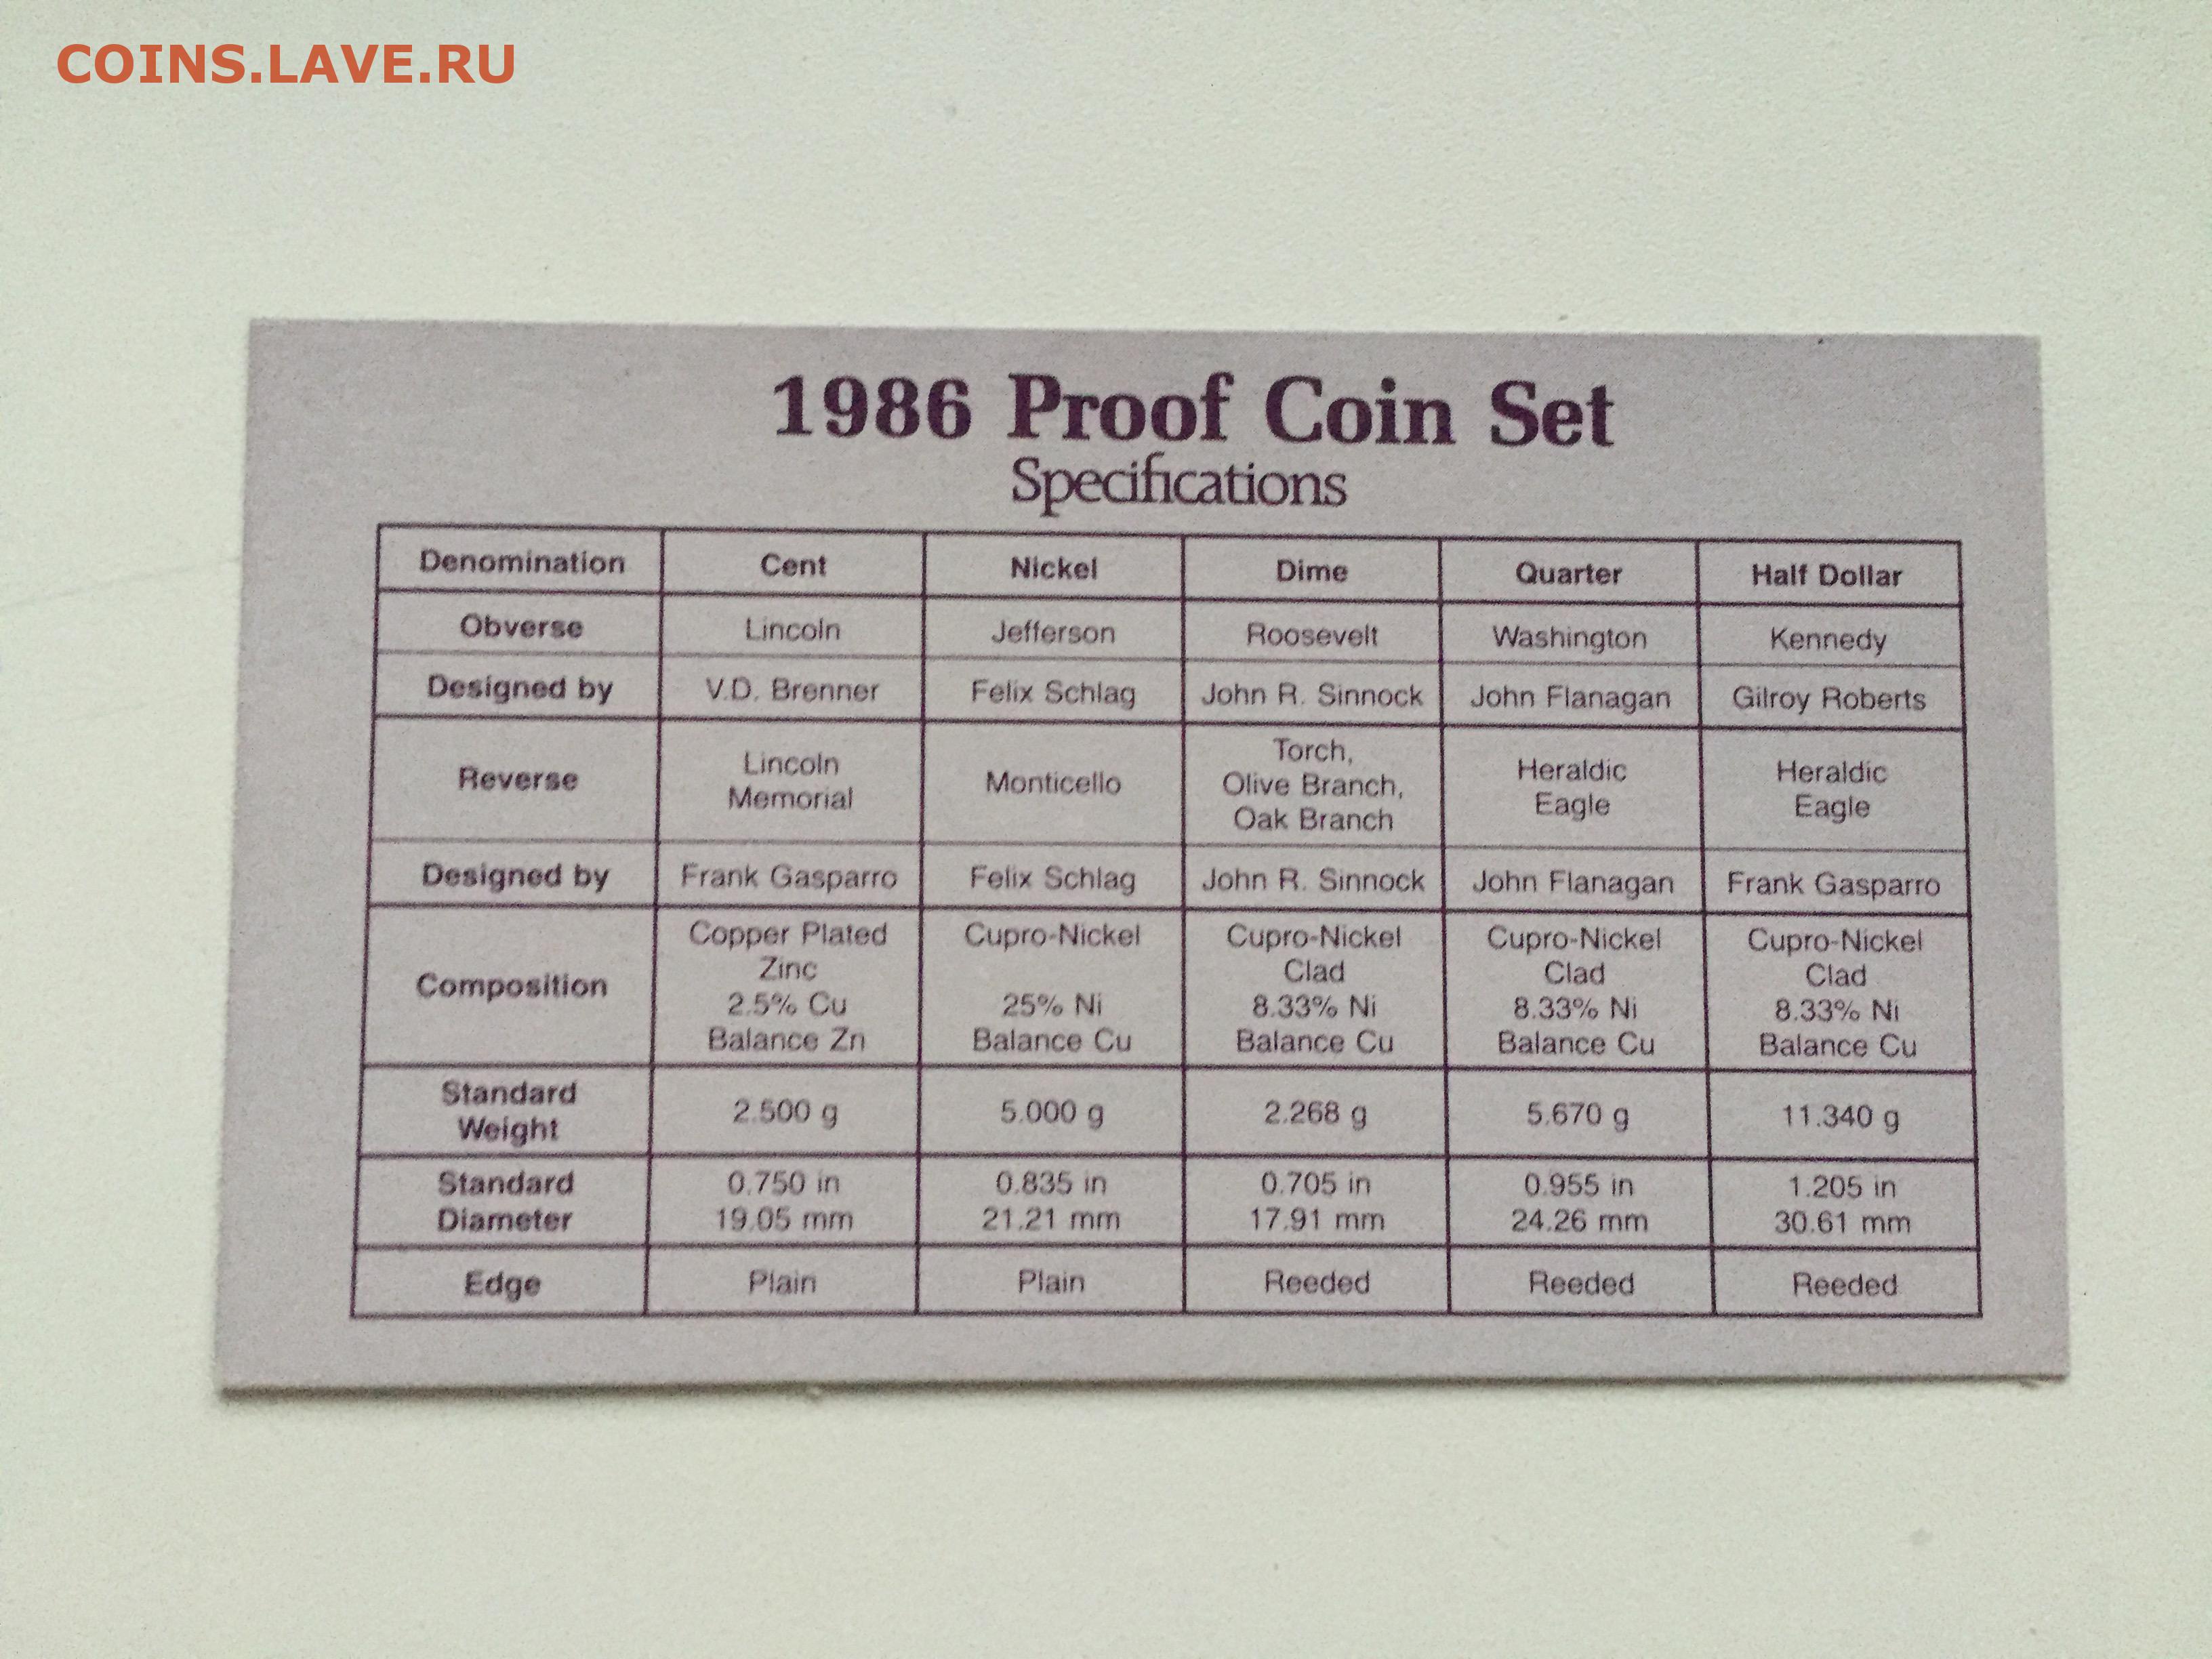 COINS.LAVE.RU
1986 Proof Coin Set
Specifications
Denomination Cent Nickel Dime Quarter Half Dollar
Obverse Lincoln Jefferson Roosevelt Washington Kennedy
Designed by V.D. Brenner Felix Schlag John R. Sinnock John Flanagan Gilroy Roberts
Reverse Lincoln Memorial Monticello Torch, Olive Branch, Oak Branch Heraldic Eagle Heraldic Eagle
Designed by Frank Gasparro Felix Schlag John R. Sinnock John Flanagan Frank Gasparro
Composition Copper Plated Zinc 2.5% Cu Balance Zn Cupro-Nickel 25% Ni Balance Cu Cupro-Nickel Clad 8.33% Ni Balance Cu Cupro-Nickel Clad 8.33% Ni Balance Cu Cupro-Nickel Clad 8.33% Ni Balance Cu
Standard Weight 2.500 g 5.000 g 2.268 g 5.670 g 11.340 g
Standard Diameter 0.750 in 19.05 mm 0.835 in 21.21 mm 0.705 in 17.91 mm 0.955 in 24.26 mm 1.205 in 30.61 mm
Edge Plain Plain Reeded Reeded Reeded